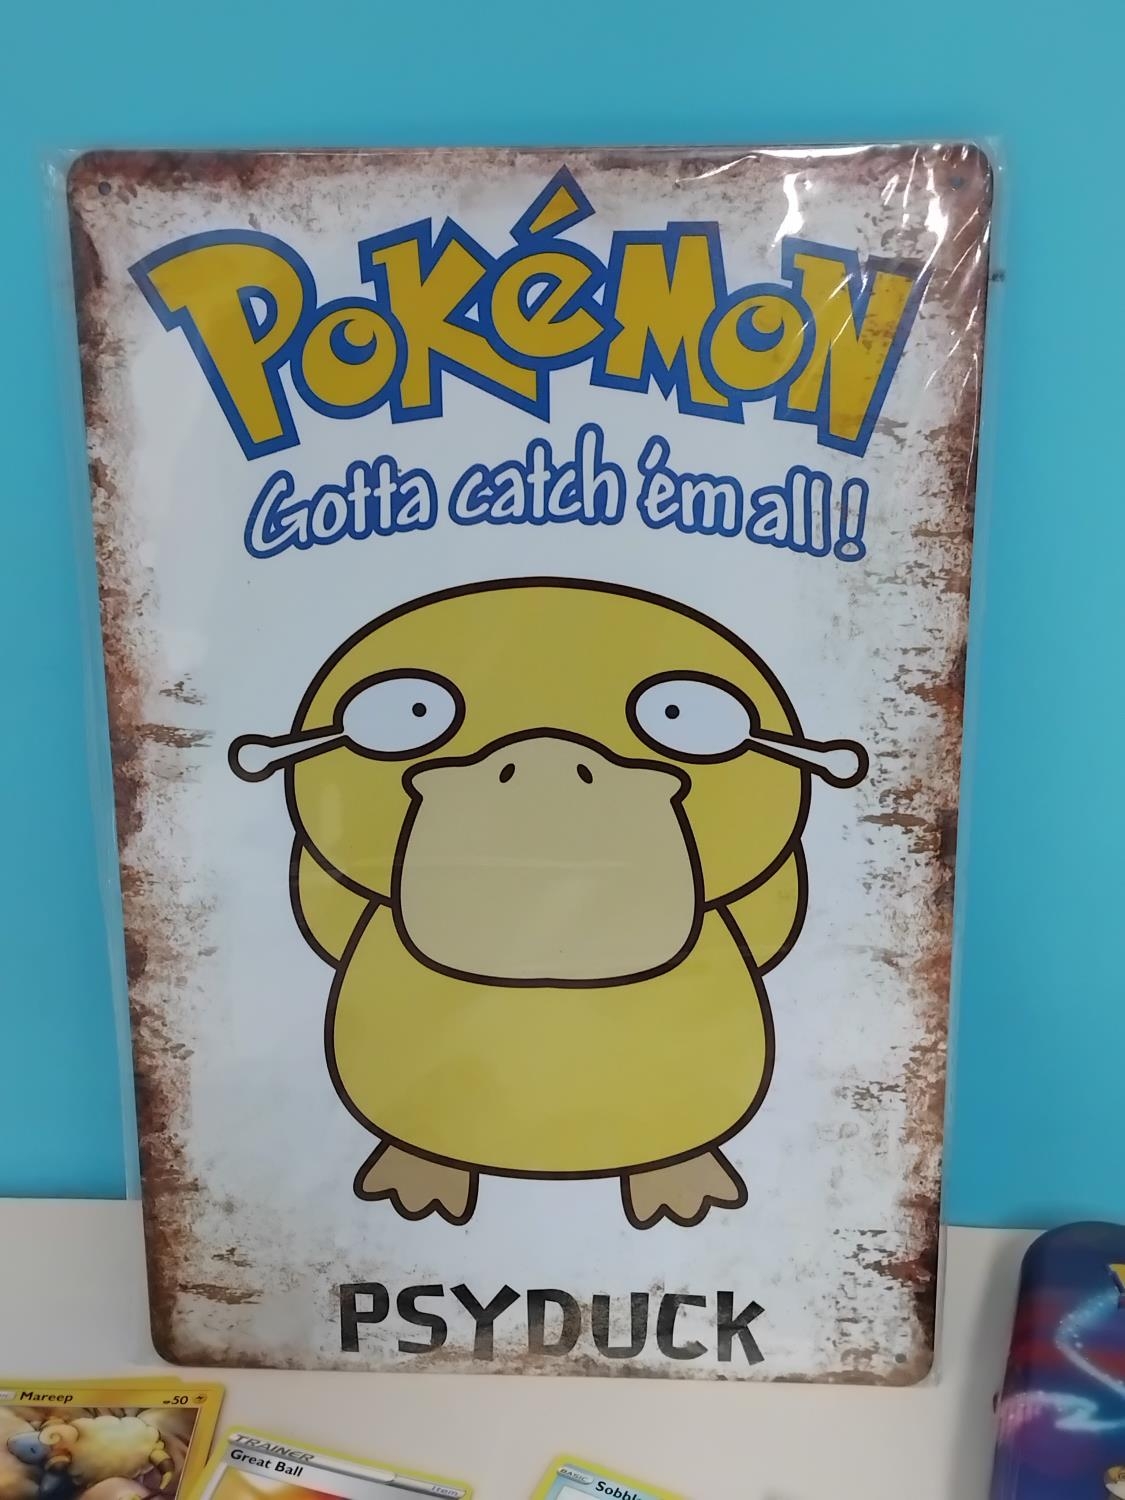 POKéMON
Gotta catch 'em all!
PSYDUCK
Mareep 50
TRAINER
Great Ball
Item
BASIC